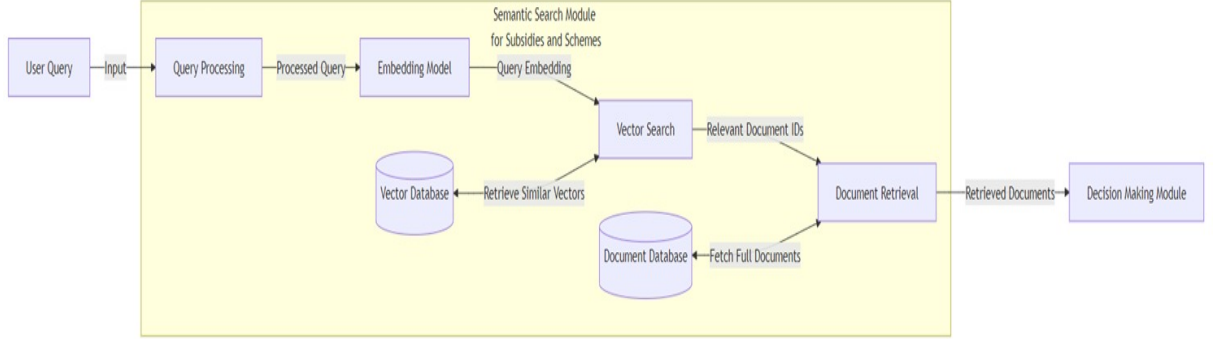 Semantic Search Module
for Subsidies and Schemes
User Query
Input
Query Processing
Processed Query
Embedding Model
Query Embedding
Vector Search
Relevant Document IDs
Vector Database
Retrieve Similar Vectors
Document Retrieval
Retrieved Documents
Decision Making Module
Document Database
Fetch Full Documents